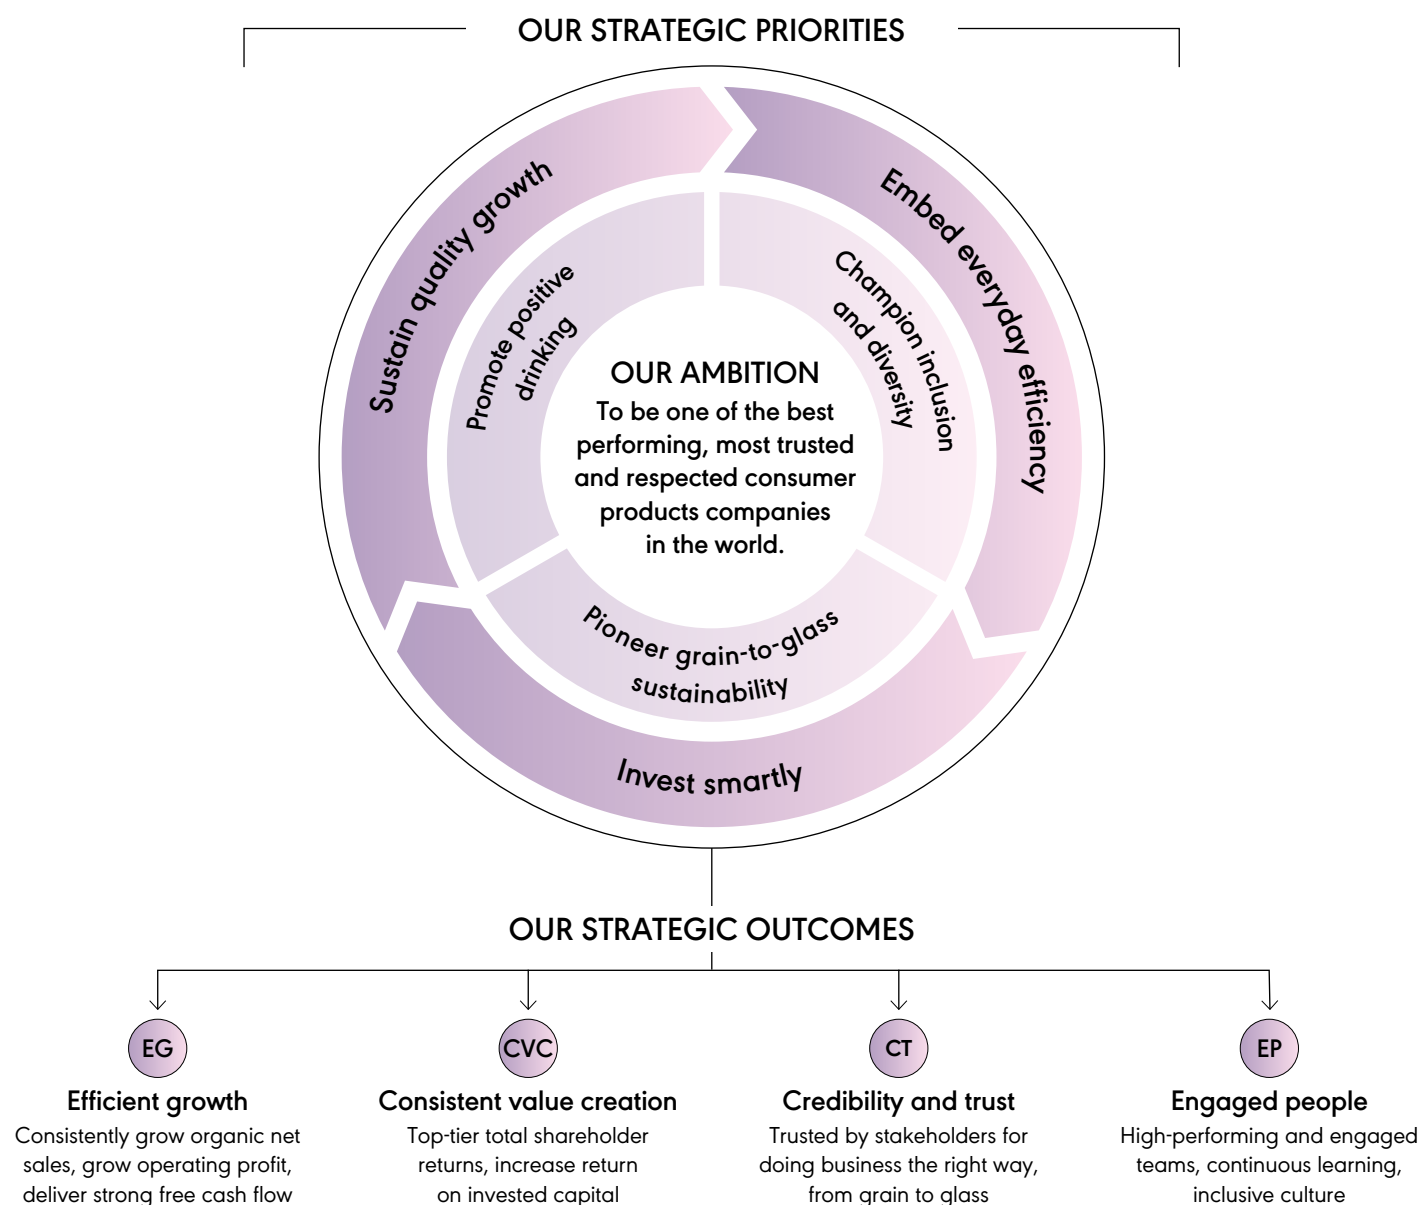 OUR STRATEGIC PRIORITIES
Sustain quality growth
Embed everyday efficiency
Invest smartly
Promote positive
drinking
Champion inclusion
and diversity
Pioneer grain-to-glass
sustainability
OUR AMBITION
To be one of the best
performing, most trusted
and respected consumer
products companies
in the world.
OUR STRATEGIC OUTCOMES
EG
Efficient growth
Consistently grow organic net
sales, grow operating profit,
deliver strong free cash flow
CVC
Consistent value creation
Top-tier total shareholder
returns, increase return
on invested capital
CT
Credibility and trust
Trusted by stakeholders for
doing business the right way,
from grain to glass
EP
Engaged people
High-performing and engaged
teams, continuous learning,
inclusive culture